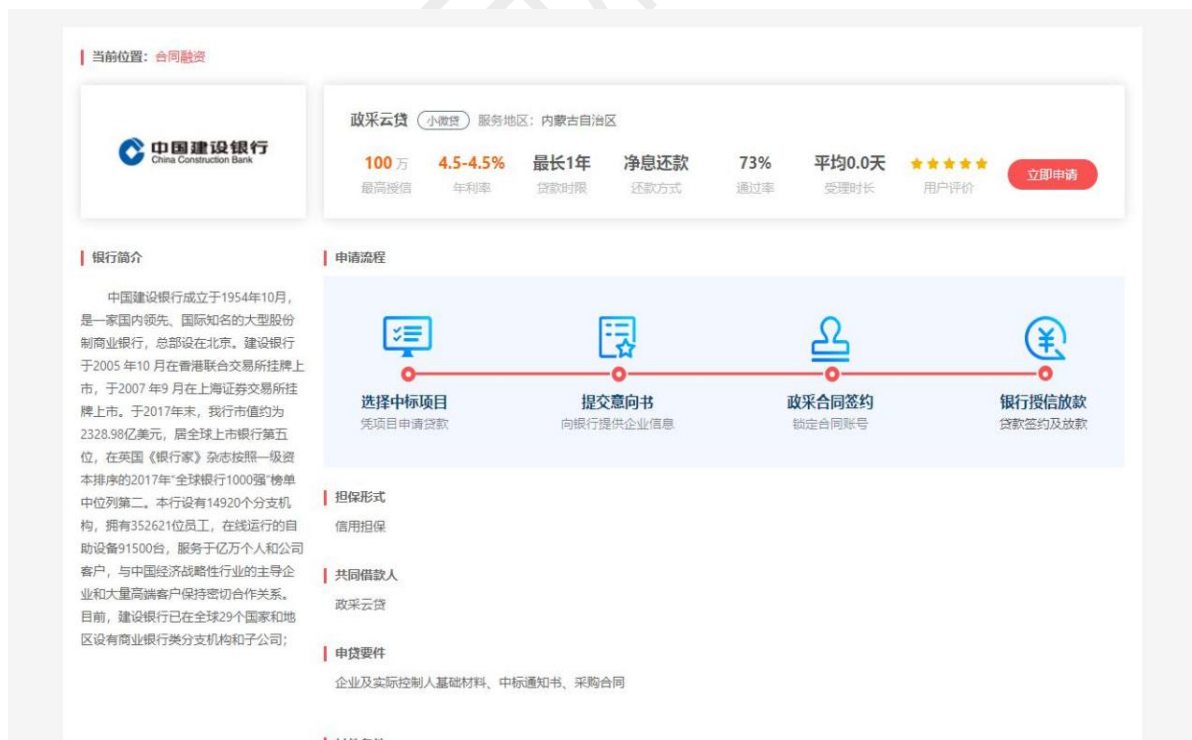 当前位置：合同融资
中国建设银行
China Construction Bank
政采云贷 小微贷 服务地区：内蒙古自治区
100 万 4.5-4.5% 最长1年 净息还款 73% 平均0.0天
最高授信 年利率 贷款时限 还款方式 通过率 受理时长 用户评价
立即申请
银行简介
中国建设银行成立于1954年10月，
是一家国内领先、国际知名的大型股份
制商业银行，总部设在北京。建设银行
于2005 年10 月在香港联合交易所挂牌上
市，于2007 年9 月在上海证券交易所挂
牌上市。于2017年末，我行市值约为
2328.98亿美元，居全球上市银行第五
位，在英国《银行家》杂志按照一级资
本排序的2017年“全球银行1000强”榜单
中位列第二。本行设有14920个分支机
构，拥有352621位员工，在线运行的自
助设备91500台，服务于亿万个人和公司
客户，与中国经济战略性行业的主导企
业和大量高端客户保持密切合作关系。
目前，建设银行已在全球29个国家和地
区设有商业银行类分支机构和子公司；
申请流程
选择中标项目 提交意向书 政采合同签约 银行授信放款
凭项目申请贷款 向银行提供企业信息 锁定合同账号 贷款签约及放款
担保形式
信用担保
共同借款人
政采云贷
申贷要件
企业及实际控制人基础材料、中标通知书、采购合同